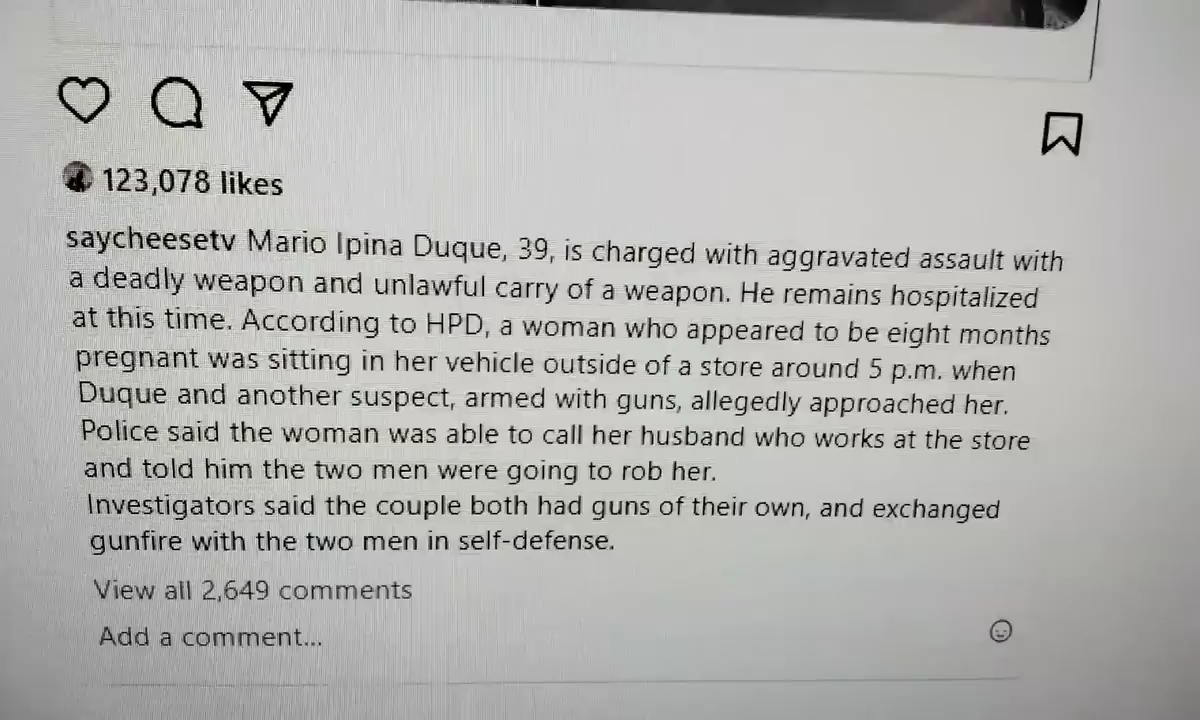 123,078 likes
saycheesetv Mario Ipina Duque, 39, is charged with aggravated assault with
a deadly weapon and unlawful carry of a weapon. He remains hospitalized
at this time. According to HPD, a woman who appeared to be eight months
pregnant was sitting in her vehicle outside of a store around 5 p.m. when
Duque and another suspect, armed with guns, allegedly approached her.
Police said the woman was able to call her husband who works at the store
and told him the two men were going to rob her.
Investigators said the couple both had guns of their own, and exchanged
gunfire with the two men in self-defense.
View all 2,649 comments
Add a comment...